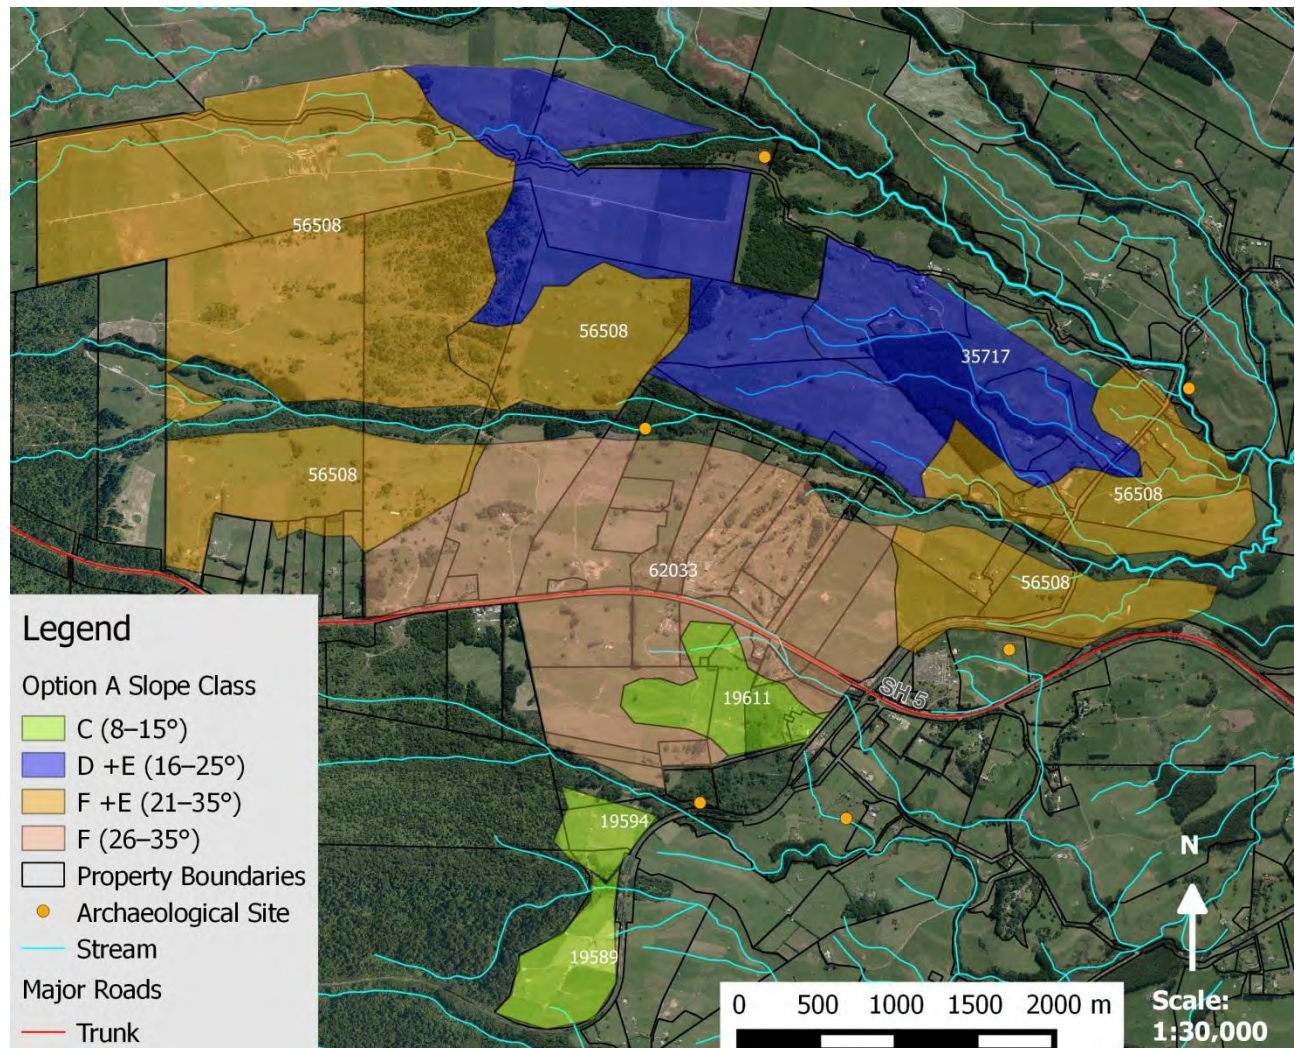 56508
56508
35717
56508
56508
62033
56508
19611
SH 5
19594
19589
Legend
Option A Slope Class
C (8–15°)
D +E (16–25°)
F +E (21–35°)
F (26–35°)
Property Boundaries
Archaeological Site
Stream
Major Roads
Trunk
N
0 500 1000 1500 2000 m
Scale:
1:30,000